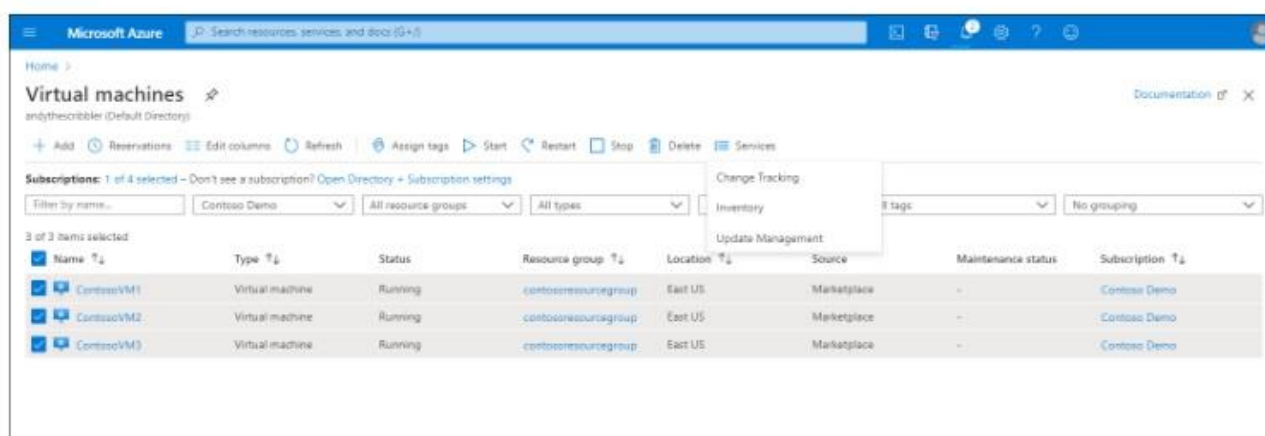 Microsoft Azure Search resources, services, and docs (G+/)
Home >
Virtual machines
Documentation
andythescribbler (Default Directory)
+ Add Reservations Edit columns Refresh Assign tags Start Restart Stop Delete Services
Subscriptions: 1 of 4 selected – Don't see a subscription? Open Directory + Subscription settings
Change Tracking
Filter by name... Contoso Demo All resource groups All types Inventory ll tags No grouping
Update Management
3 of 3 items selected
Name Type Status Resource group Location Source Maintenance status Subscription
ContosoVM1 Virtual machine Running contosoresourcegroup East US Marketplace - Contoso Demo
ContosoVM2 Virtual machine Running contosoresourcegroup East US Marketplace - Contoso Demo
ContosoVM3 Virtual machine Running contosoresourcegroup East US Marketplace - Contoso Demo